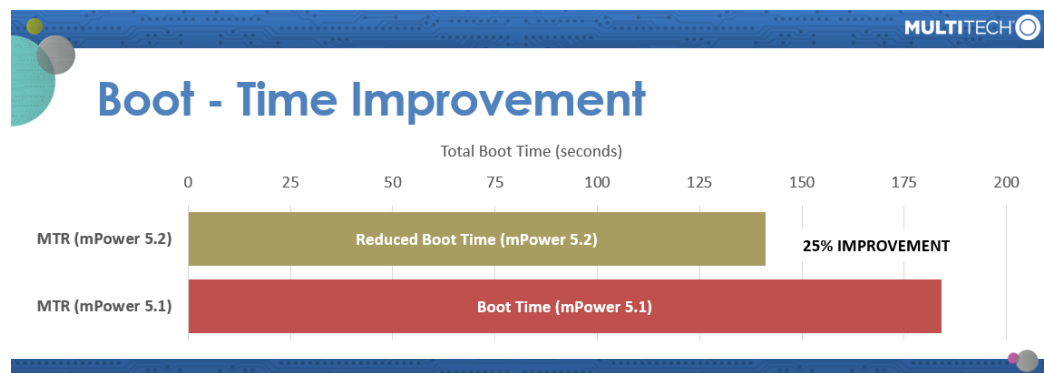 MULTITECH
Boot - Time Improvement
Total Boot Time (seconds)
0 25 50 75 100 125 150 175 200
MTR (mPower 5.2) Reduced Boot Time (mPower 5.2) 25% IMPROVEMENT
MTR (mPower 5.1) Boot Time (mPower 5.1)